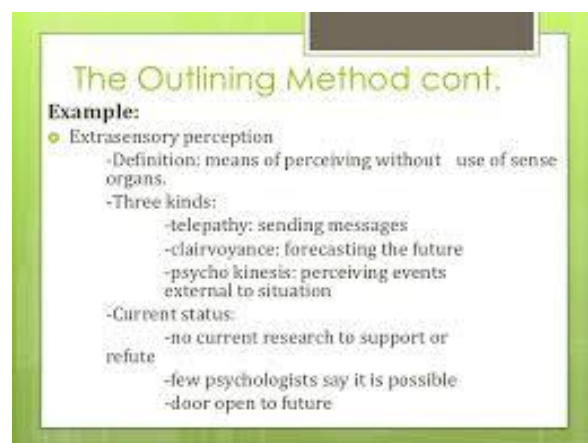 The Outlining Method cont.
Example:
Extrasensory perception
-Definition: means of perceiving without use of sense
organs.
-Three kinds:
-telepathy: sending messages
-clairvoyance: forecasting the future
-psycho kinesis: perceiving events
external to situation
-Current status:
-no current research to support or
refute
-few psychologists say it is possible
-door open to future